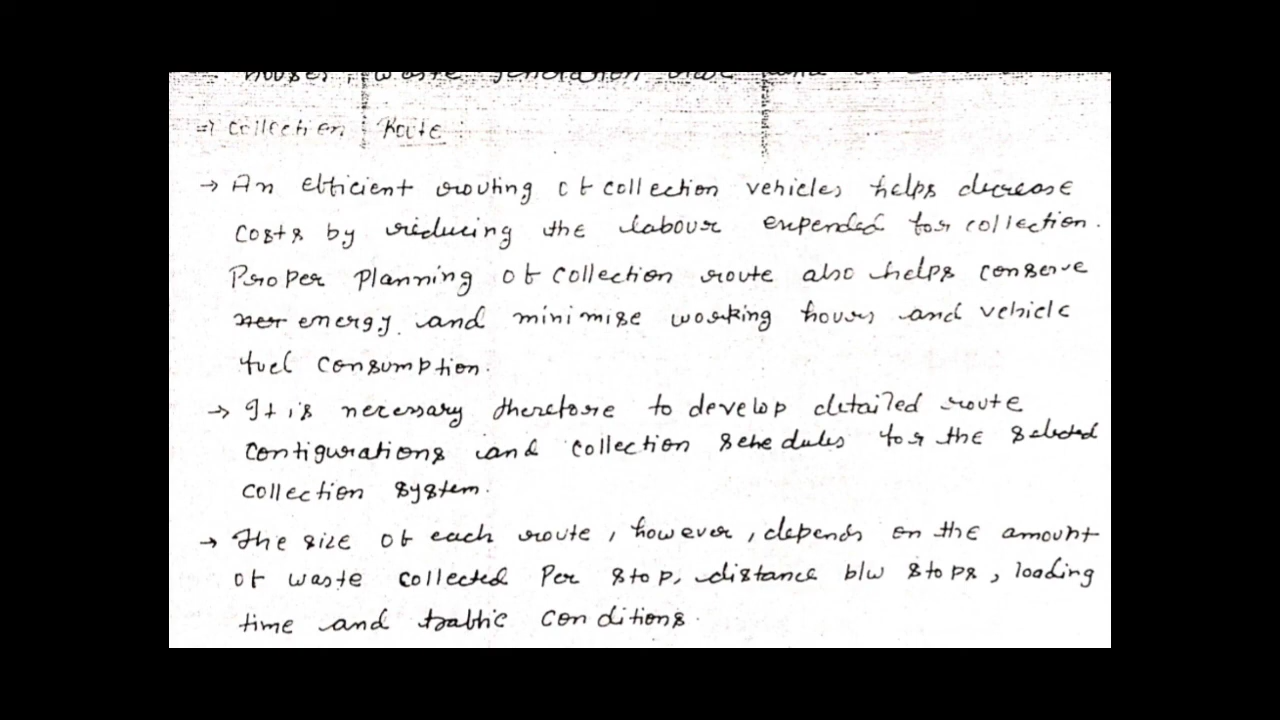 houses, waste generation
⇒ Collection Route :
→ An efficient routing of collection vehicles helps decrease
costs by reducing the labour expended for collection.
Proper planning of collection route also helps conserve
energy and minimise working hours and vehicle
fuel consumption.
→ It is necessary therefore to develop detailed route
configurations and collection schedules for the selected
collection system.
→ The size of each route, however, depends on the amount
of waste collected per stop, distance b/w stops, loading
time and traffic conditions.